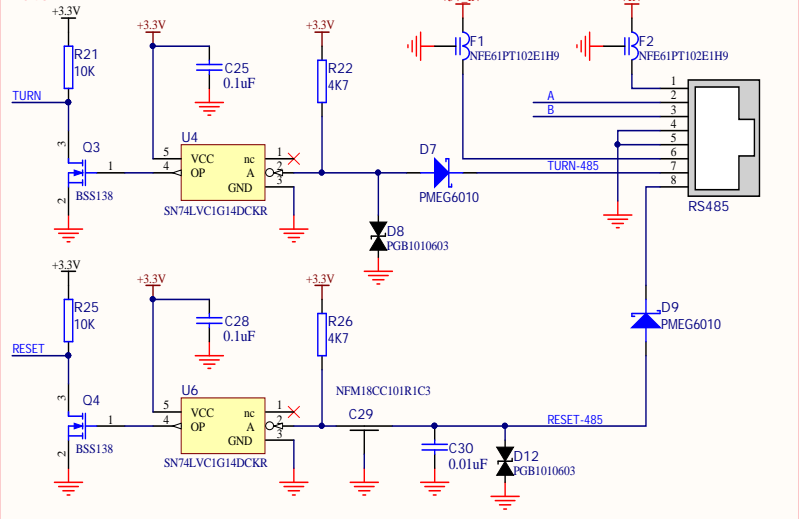 +3.3V
R21
10K
TURN
3
Q3
1
2
BSS138
+3.3V
C25
0.1uF
U4
5
VCC
nc
1
4
OP
A
2
GND
3
SN74LVC1G14DCKR
+3.3V
R22
4K7
D8
PGB1010603
D7
PMEG6010
F1
NFE61PT102E1H9
F2
NFE61PT102E1H9
A
B
TURN-485
1
2
3
4
5
6
7
8
RS485
+3.3V
R25
10K
RESET
3
Q4
1
2
BSS138
+3.3V
C28
0.1uF
U6
5
VCC
nc
1
4
OP
A
2
GND
3
SN74LVC1G14DCKR
+3.3V
R26
4K7
NFM18CC101R1C3
C29
C30
0.01uF
D12
PGB1010603
RESET-485
D9
PMEG6010